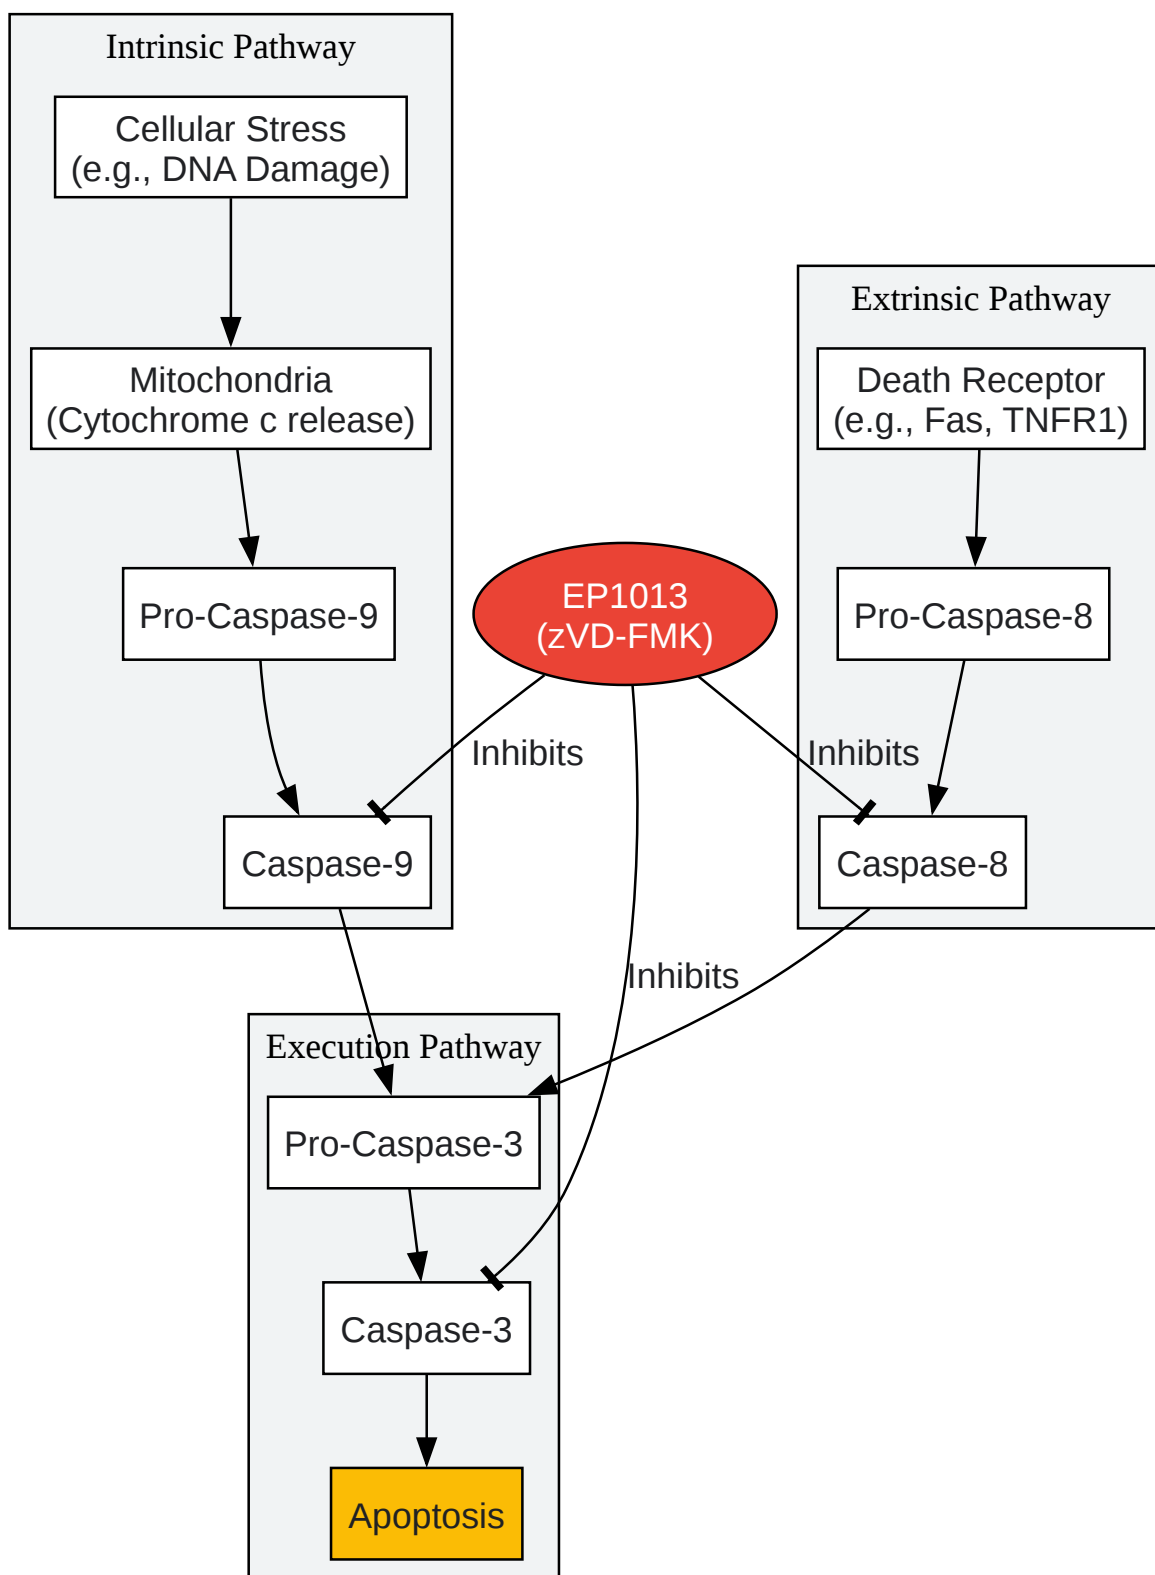 Intrinsic Pathway
Cellular Stress
(e.g., DNA Damage)
Extrinsic Pathway
Mitochondria
(Cytochrome c release)
Death Receptor
(e.g., Fas, TNFR1)
Pro-Caspase-9
EP1013
(zVD-FMK)
Pro-Caspase-8
Inhibits
Inhibits
Caspase-9
Caspase-8
Inhibits
Execution Pathway
Pro-Caspase-3
Caspase-3
Apoptosis